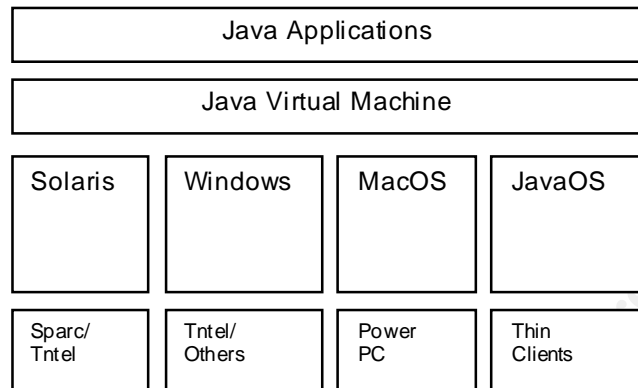 Java Applications
Java Virtual Machine
Solaris
Windows
MacOS
JavaOS
Sparc/
Tntel
Tntel/
Others
Power
PC
Thin
Clients